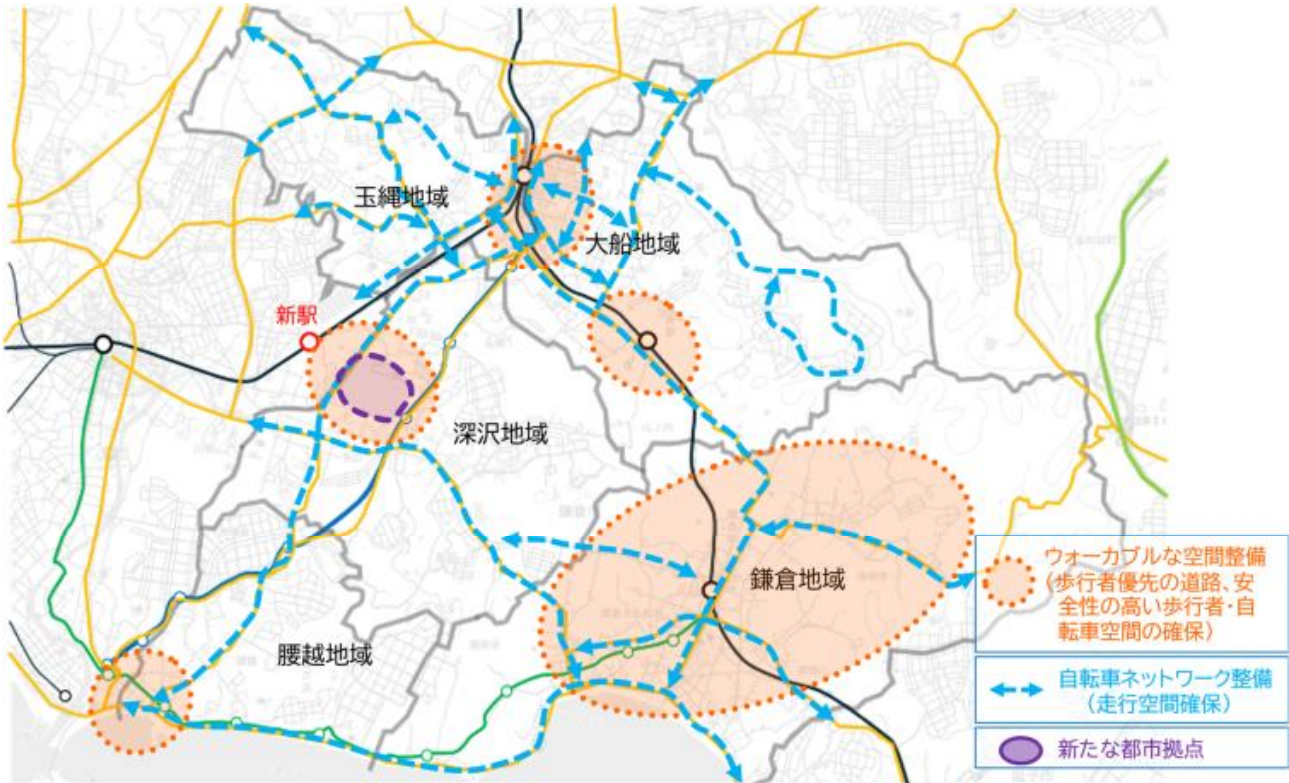 玉縄地域
大船地域
新駅
深沢地域
鎌倉地域
腰越地域
ウォーカブルな空間整備
(歩行者優先の道路、安
全性の高い歩行者・自
転車空間の確保)
自転車ネットワーク整備
(走行空間確保)
新たな都市拠点